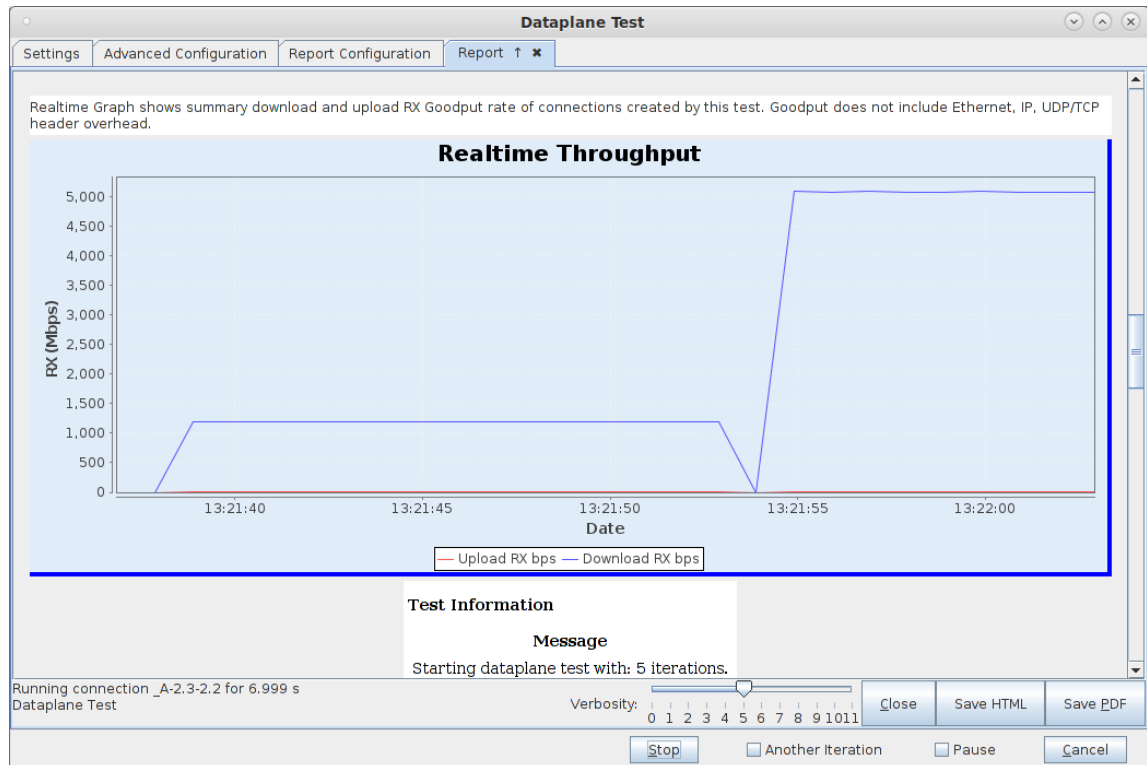 Dataplane Test
Settings
Advanced Configuration
Report Configuration
Report ↑ ✖
Realtime Graph shows summary download and upload RX Goodput rate of connections created by this test. Goodput does not include Ethernet, IP, UDP/TCP
header overhead.
Realtime Throughput
5,000
4,500
4,000
3,500
3,000
2,500
2,000
1,500
1,000
500
0
RX (Mbps)
13:21:40
13:21:45
13:21:50
13:21:55
13:22:00
Date
Upload RX bps
Download RX bps
Test Information
Message
Starting dataplane test with: 5 iterations.
Running connection _A-2.3-2.2 for 6.999 s
Dataplane Test
Verbosity:
0 1 2 3 4 5 6 7 8 9 1011
Close
Save HTML
Save PDF
Stop
Another Iteration
Pause
Cancel